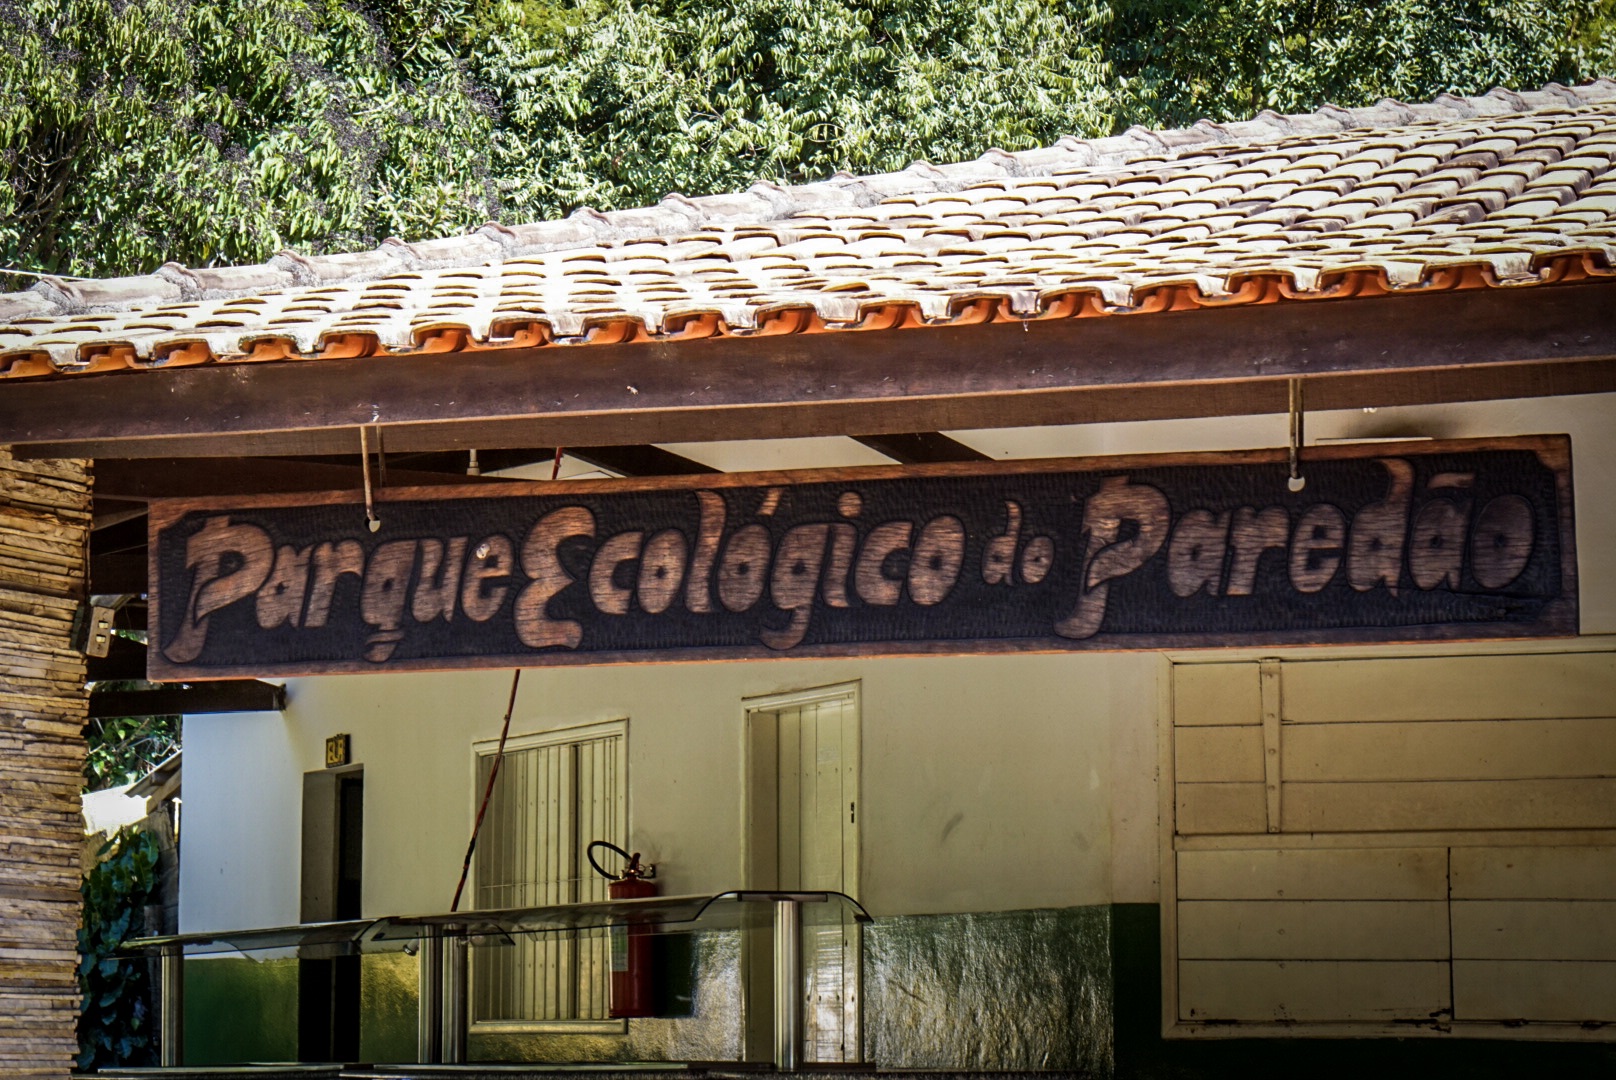 Parque Ecológico do Paredão